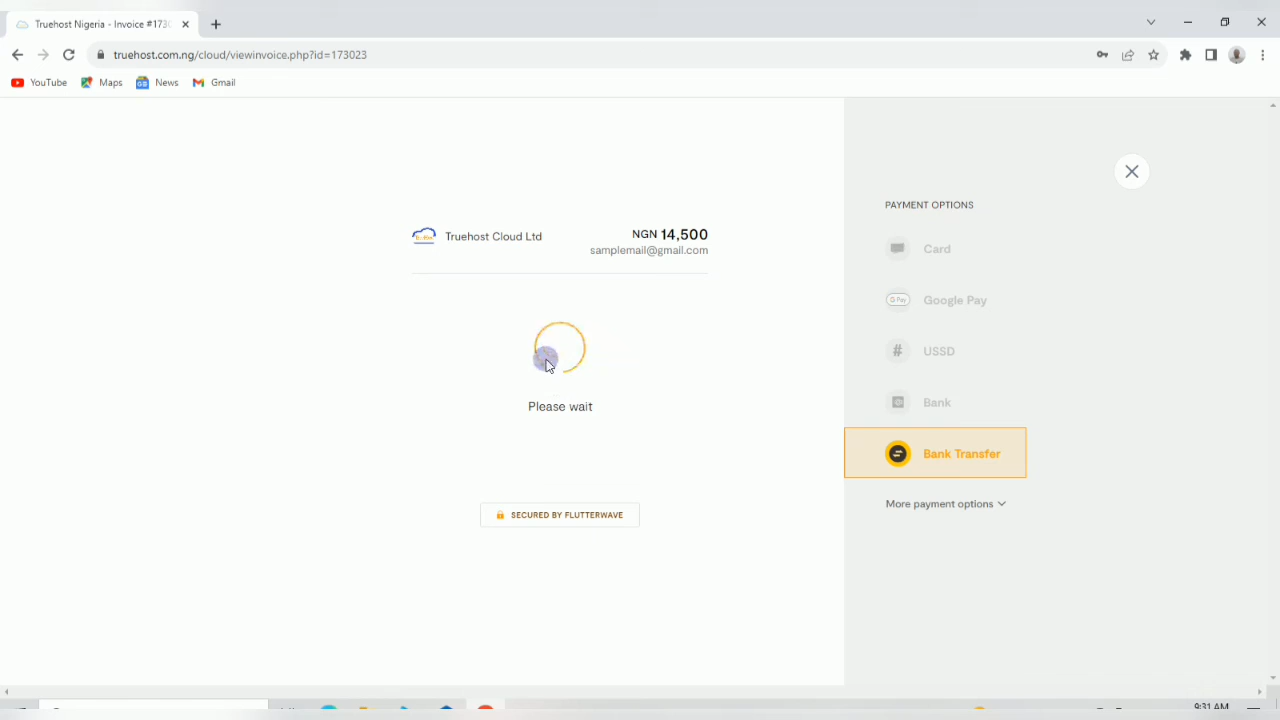 Truehost Nigeria - Invoice #173
truehost.com.ng/cloud/viewinvoice.php?id=173023
YouTube
Maps
News
Gmail
Truehost Cloud Ltd
NGN 14,500
samplemail@gmail.com
Please wait
SECURED BY FLUTTERWAVE
PAYMENT OPTIONS
Card
G Pay
Google Pay
# USSD
Bank
Bank Transfer
More payment options
9:31 AM